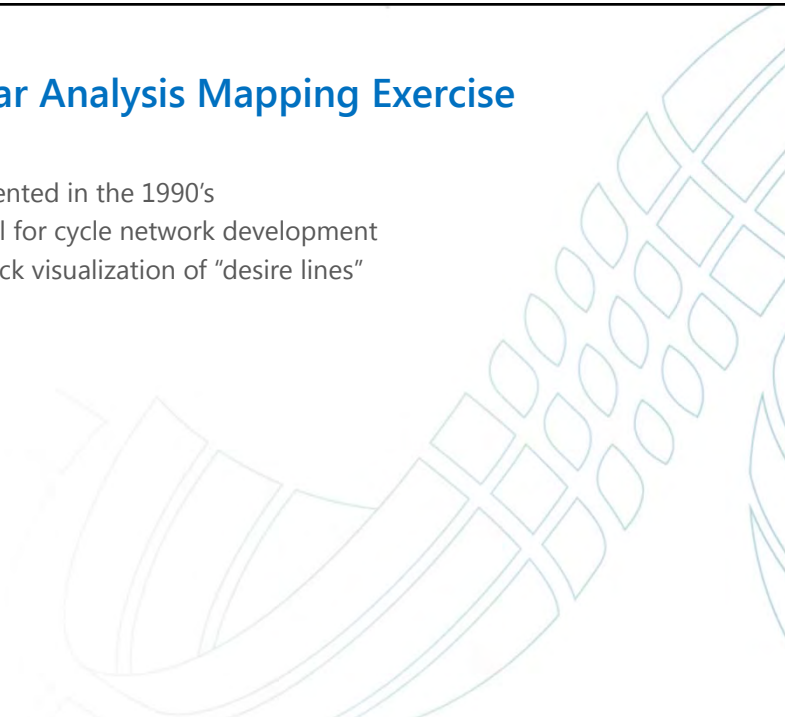 ar Analysis Mapping Exercise
ented in the 1990’s
l for cycle network development
ck visualization of “desire lines”